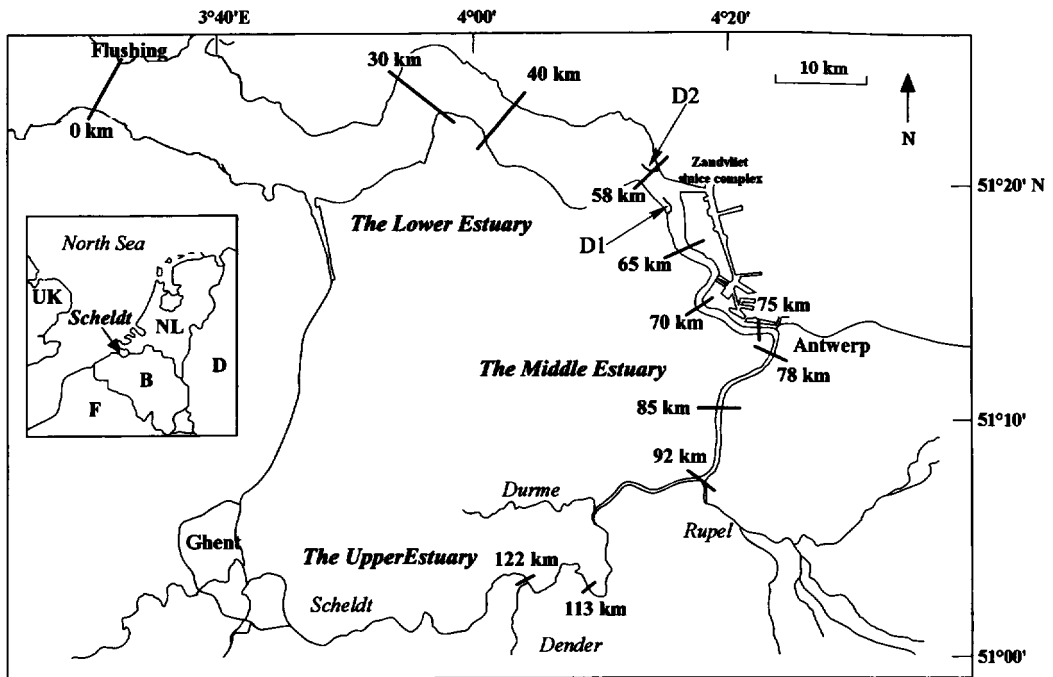 3°40'E
4°00'
4°20'
Flushing
30 km
40 km
10 km
0 km
D2
N
Zandvliet
sluice complex
51°20' N
58 km
The Lower Estuary
D1
North Sea
65 km
UK
Scheldt
NL
75 km
70 km
Antwerp
The Middle Estuary
78 km
B
D
F
85 km
51°10'
92 km
Durme
Rupel
Ghent
The UpperEstuary
122 km
Scheldt
113 km
Dender
51°00'